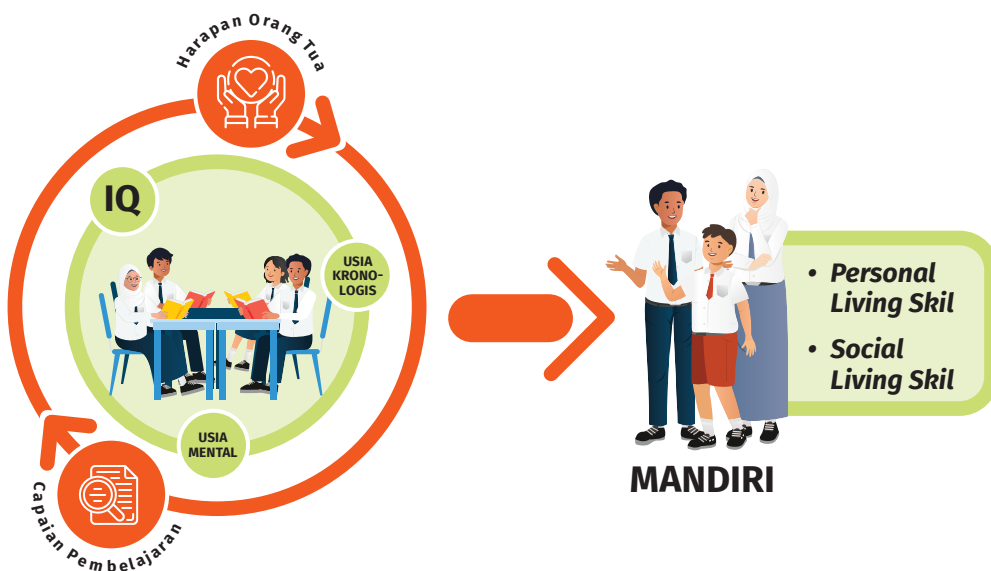 Harapan Orang Tua
IQ
USIA
KRONO-
LOGIS
USIA
MENTAL
Capaian Pembelajaran
• Personal
Living Skil
• Social
Living Skil
MANDIRI